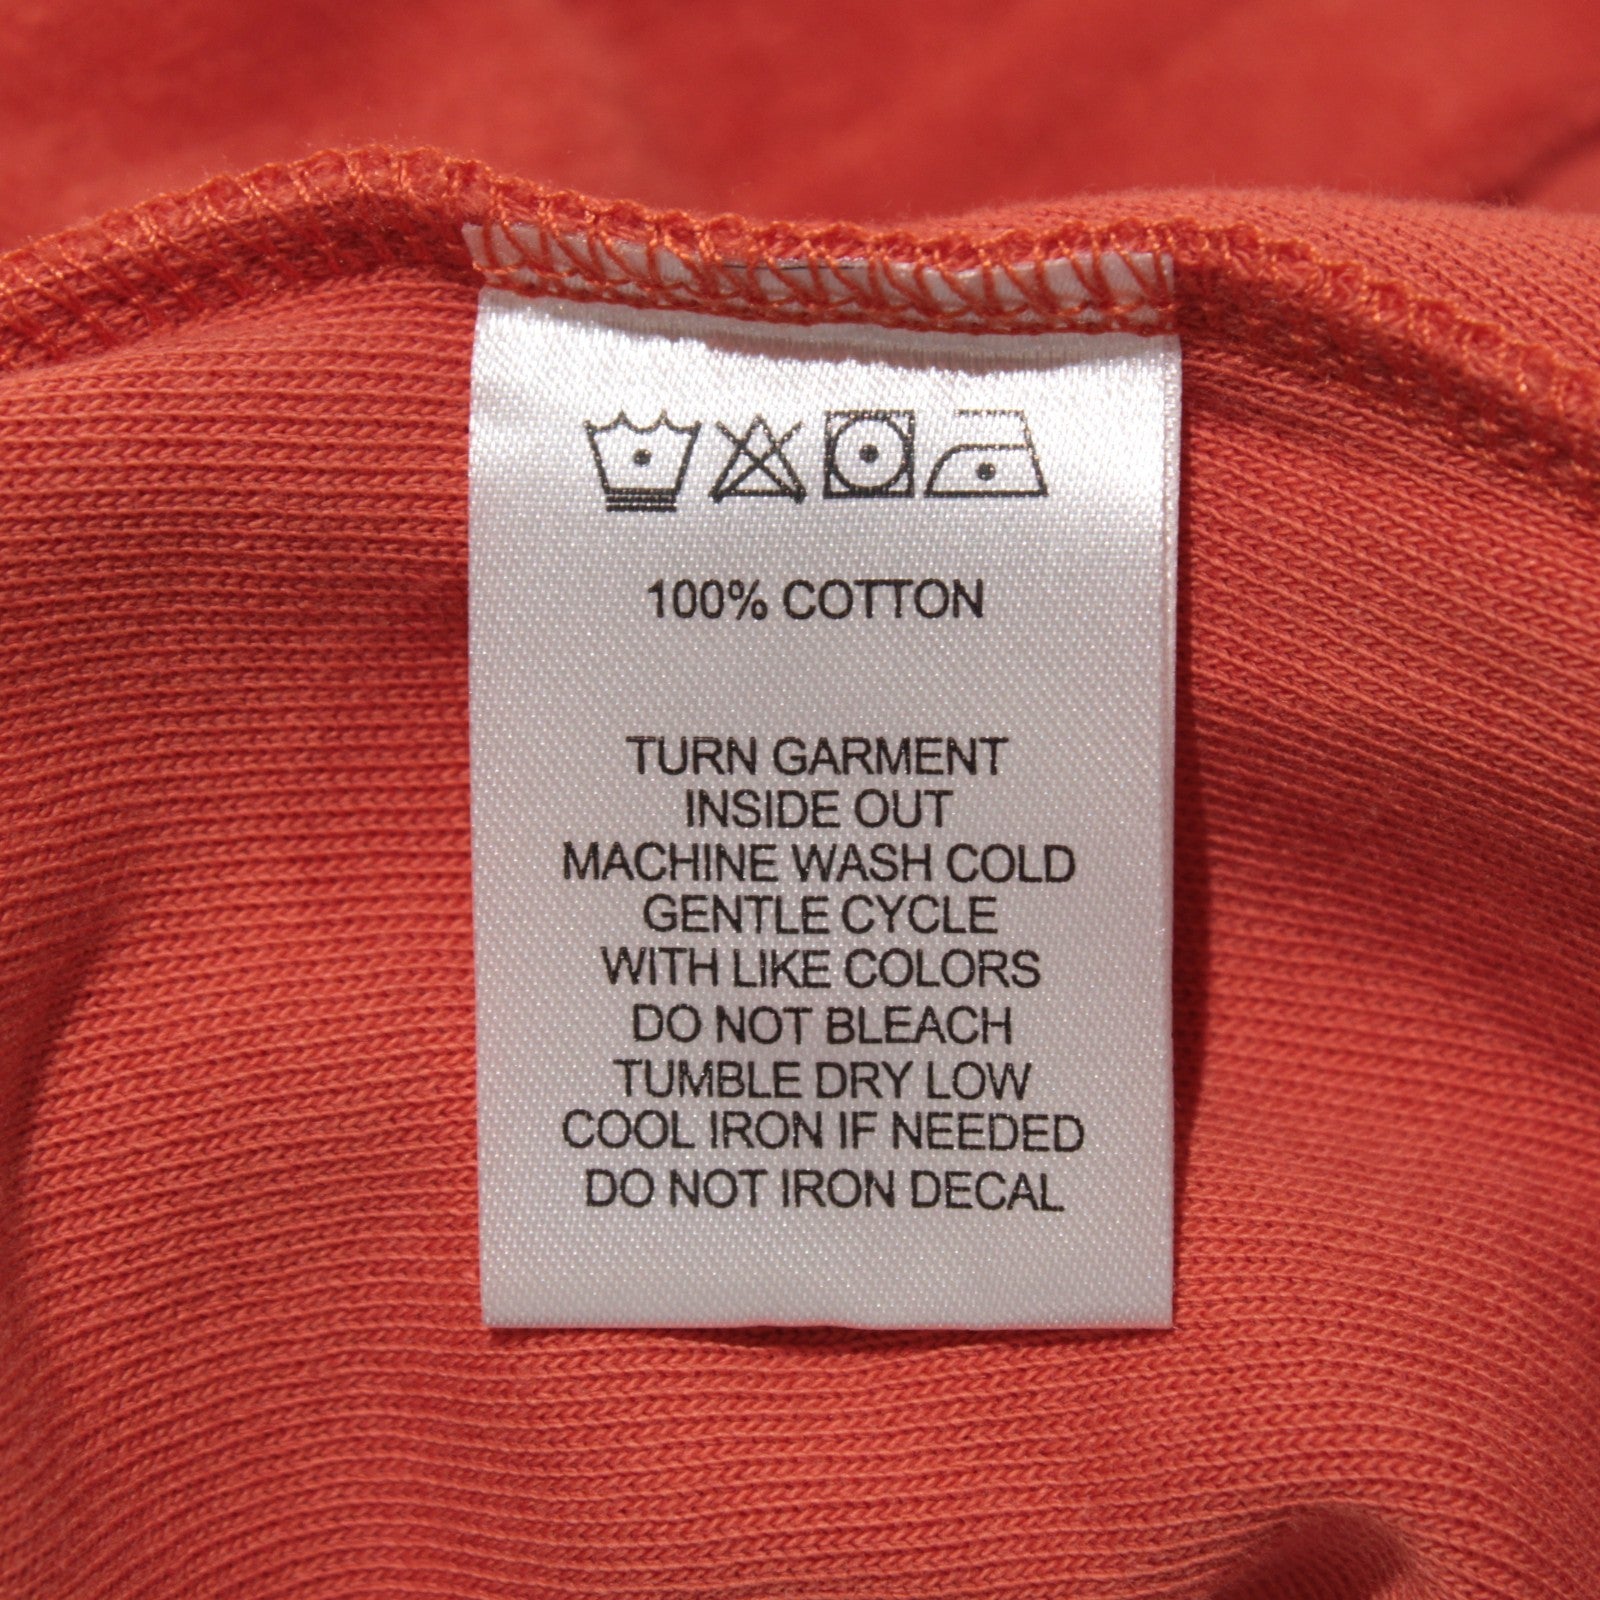 100% COTTON
TURN GARMENT
INSIDE OUT
MACHINE WASH COLD
GENTLE CYCLE
WITH LIKE COLORS
DO NOT BLEACH
TUMBLE DRY LOW
COOL IRON IF NEEDED
DO NOT IRON DECAL